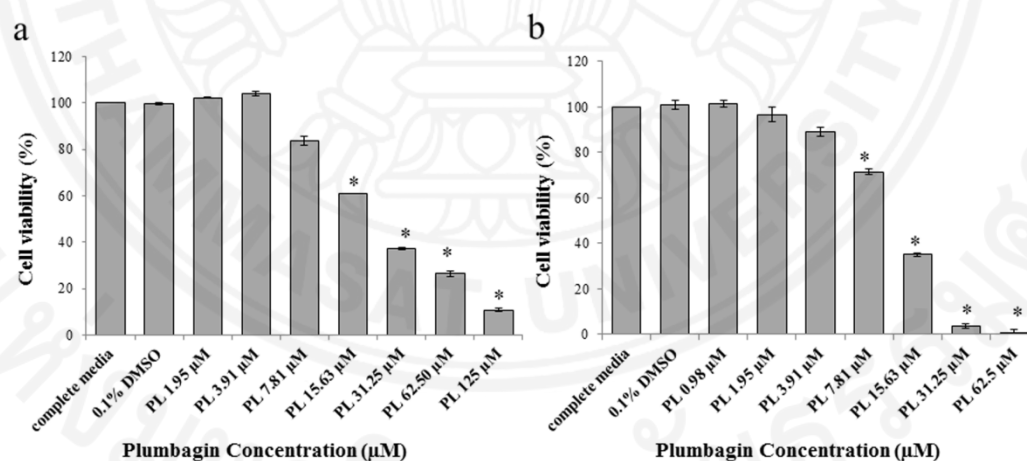 a
120
100
80
60
40
20
0
Cell viability (%)
*
*
*
*
complete media
0.1% DMSO
PL 1.95 µM
PL 3.91 µM
PL 7.81 µM
PL 15.63 µM
PL 31.25 µM
PL 62.50 µM
PL 125 µM
Plumbagin Concentration (µM)
b
120
100
80
60
40
20
0
Cell viability (%)
*
*
*
*
complete media
0.1% DMSO
PL 0.98 µM
PL 1.95 µM
PL 3.91 µM
PL 7.81 µM
PL 15.63 µM
PL 31.25 µM
PL 62.5 µM
Plumbagin Concentration (µM)
THAMMASAT UNIVERSITY